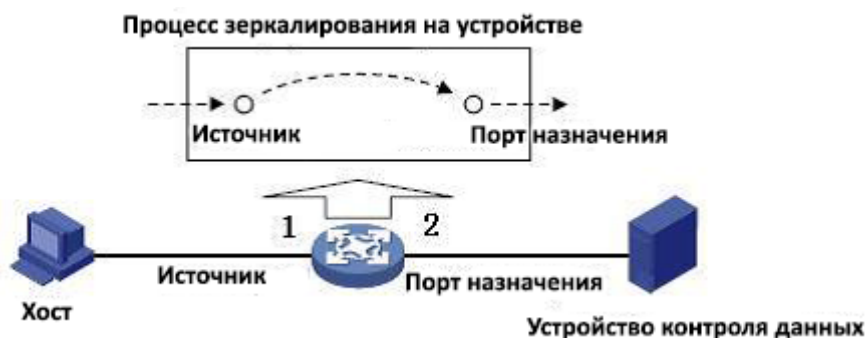 Процесс зеркалирования на устройстве
Источник
Порт назначения
1 2
Источник
Порт назначения
Хост
Устройство контроля данных